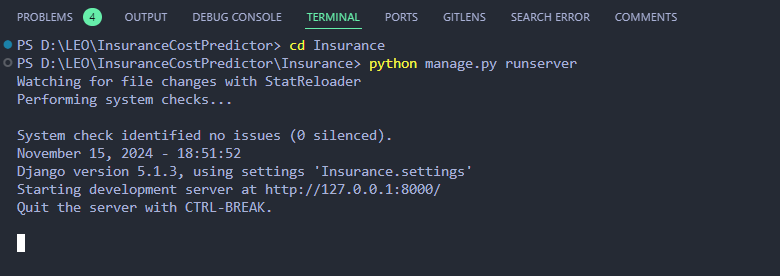 PROBLEMS 4 OUTPUT DEBUG CONSOLE TERMINAL PORTS GITLENS SEARCH ERROR COMMENTS
PS D:\LEO\InsuranceCostPredictor> cd Insurance
PS D:\LEO\InsuranceCostPredictor\Insurance> python manage.py runserver
Watching for file changes with StatReloader
Performing system checks...
System check identified no issues (0 silenced).
November 15, 2024 - 18:51:52
Django version 5.1.3, using settings 'Insurance.settings'
Starting development server at http://127.0.0.1:8000/
Quit the server with CTRL-BREAK.